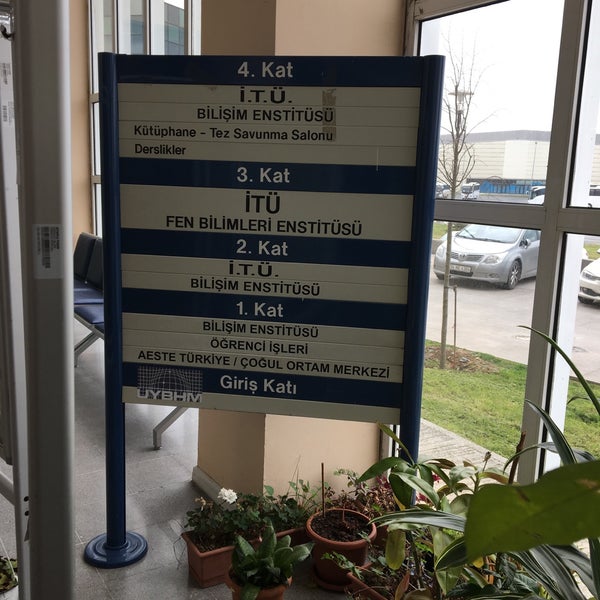 4. Kat
İ.T.Ü.
BİLİŞİM ENSTİTÜSÜ
Kütüphane – Tez Savunma Salonu
Derslikler
3. Kat
İTÜ
FEN BİLİMLERİ ENSTİTÜSÜ
2. Kat
İ.T.Ü.
BİLİŞİM ENSTİTÜSÜ
1. Kat
BİLİŞİM ENSTİTÜSÜ
ÖĞRENCİ İŞLERİ
AESTE TÜRKİYE / ÇOĞUL ORTAM MERKEZİ
Giriş Katı
UYBHM